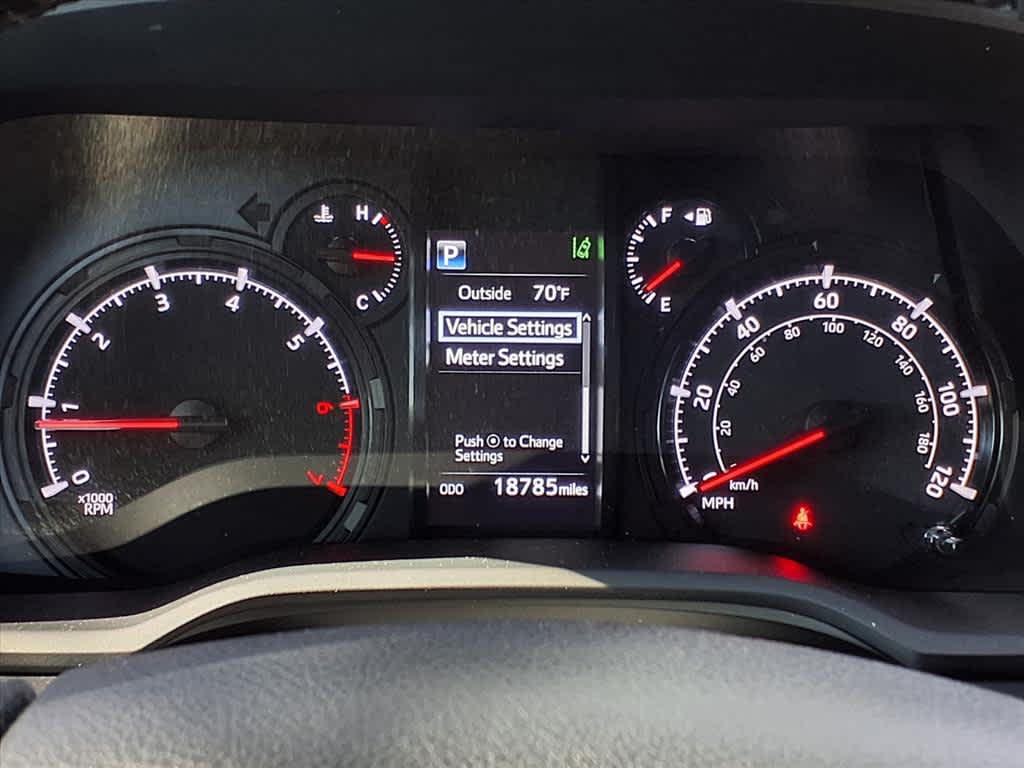 0
1
2
3
4
5
6
7
x1000
RPM
H
C
P
Outside 70°F
Vehicle Settings
Meter Settings
Push to Change
Settings
ODO 18785 miles
F
E
0
20
40
60
80
100
120
20
40
60
80
100
120
140
160
180
km/h
MPH